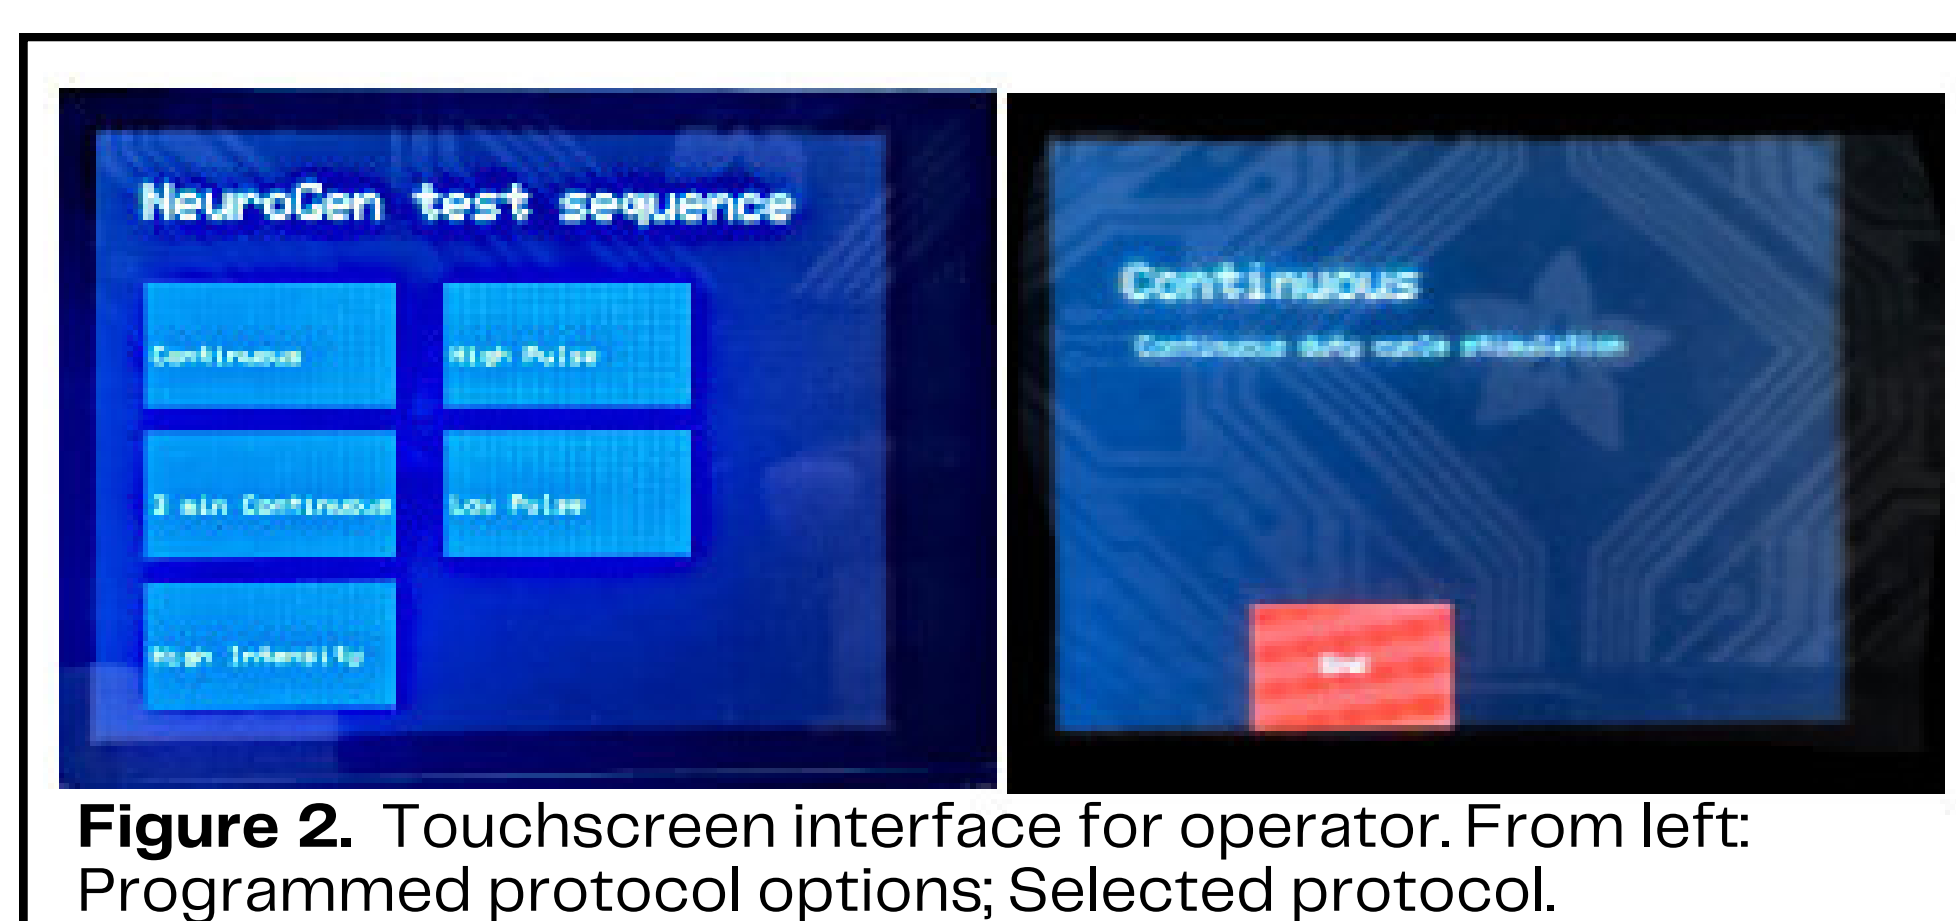 NeuroGen test sequence
Continuous
High Pulse
min Continuous
Low Pulse
High Intensity
Continuous
Continuous duty cycle stimulation
End
Figure 2. Touchscreen interface for operator. From left:
Programmed protocol options; Selected protocol.